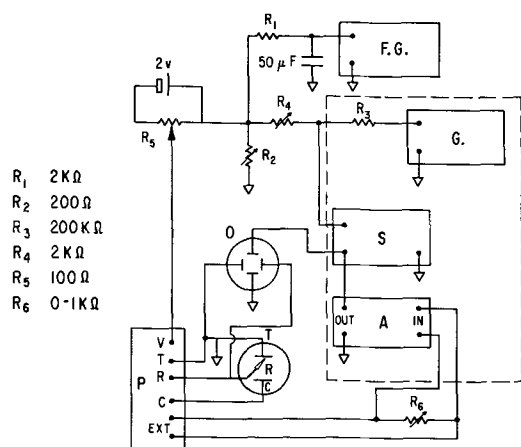 R1
F.G.
50 μF
2v
R4
R3
R5
G.
R2
R1 2KΩ
R2 200Ω
R3 200KΩ
R4 2KΩ
R5 100Ω
R6 0-1KΩ
O
S
OUT A IN
T
R
C
P
V
T
R
C
EXT
R6